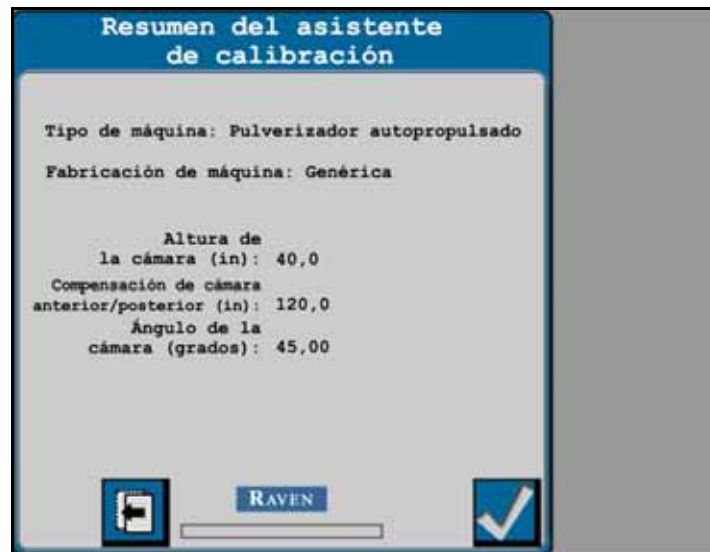 Resumen del asistente
de calibración
Tipo de máquina: Pulverizador autopropulsado
Fabricación de máquina: Genérica
Altura de
la cámara (in): 40,0
Compensación de cámara
anterior/posterior (in): 120,0
Ángulo de la
cámara (grados): 45,00
RAVEN